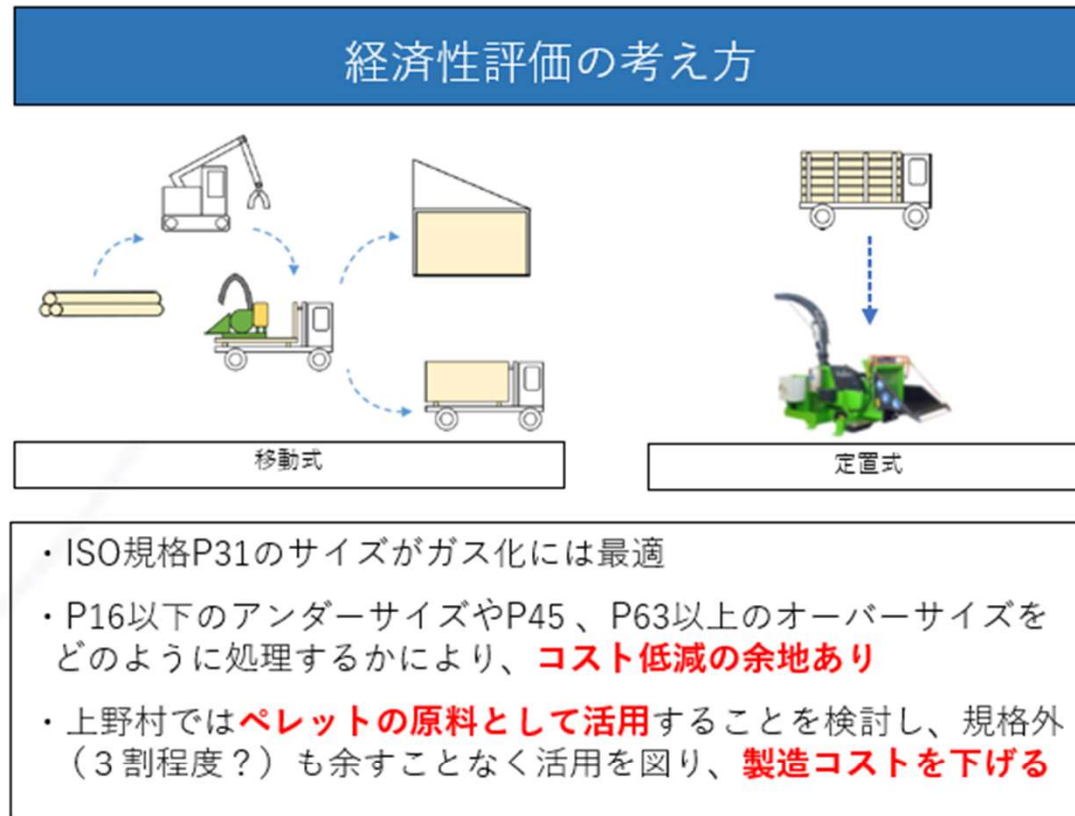 経済性評価の考え方
移動式
定置式
・ISO規格P31のサイズがガス化には最適
・P16以下のアンダーサイズやP45 、P63以上のオーバーサイズを
どのように処理するかにより、コスト低減の余地あり
・上野村ではペレットの原料として活用することを検討し、規格外
（３割程度？）も余すことなく活用を図り、製造コストを下げる